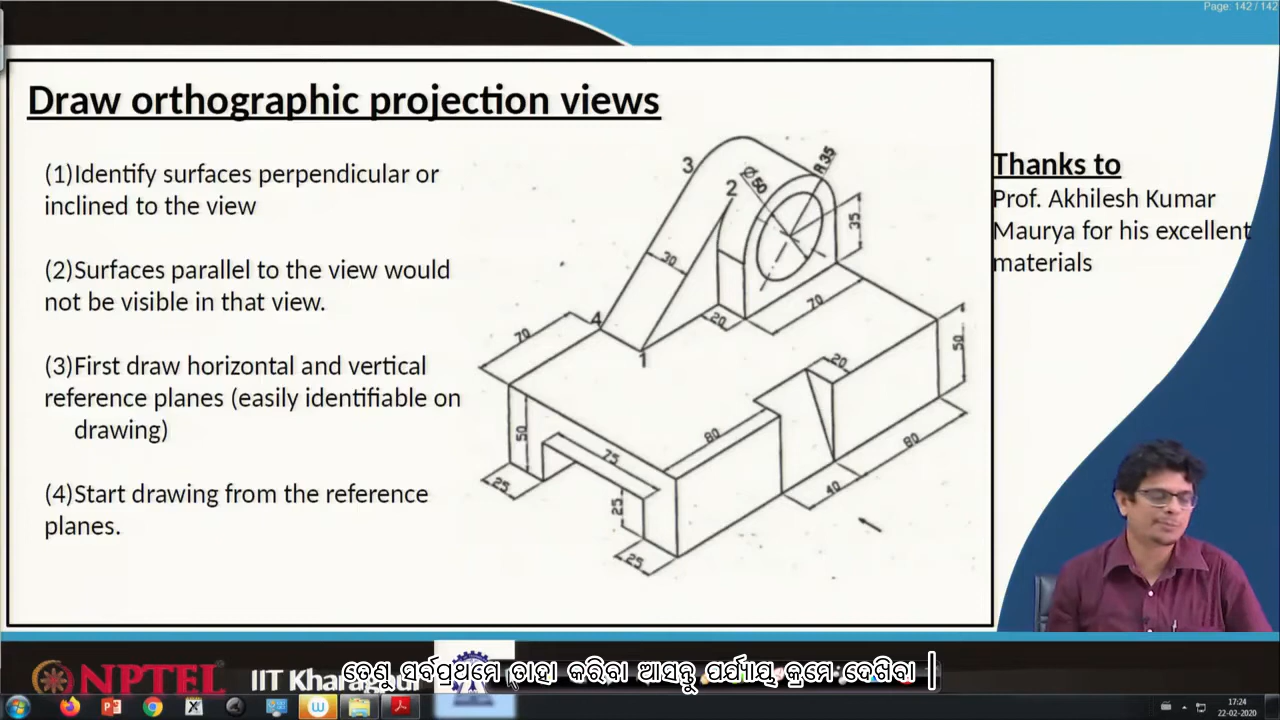 Page: 142 / 142
Draw orthographic projection views
(1)Identify surfaces perpendicular or
inclined to the view
(2)Surfaces parallel to the view would
not be visible in that view.
(3)First draw horizontal and vertical
reference planes (easily identifiable on
drawing)
(4)Start drawing from the reference
planes.
3
2
Ø 50
R 35
35
30
4
1
70
20
70
50
20
50
75
80
25
25
25
40
80
Thanks to
Prof. Akhilesh Kumar
Maurya for his excellent
materials
NPTEL
IIT Kharagpur
ତେଣୁ ସର୍ବପ୍ରଥମେ ତାହା କରିବା ଆସନ୍ତୁ ପର୍ଯ୍ୟାୟ କ୍ରମେ ଦେଖିବା |
17:24
22-02-2020